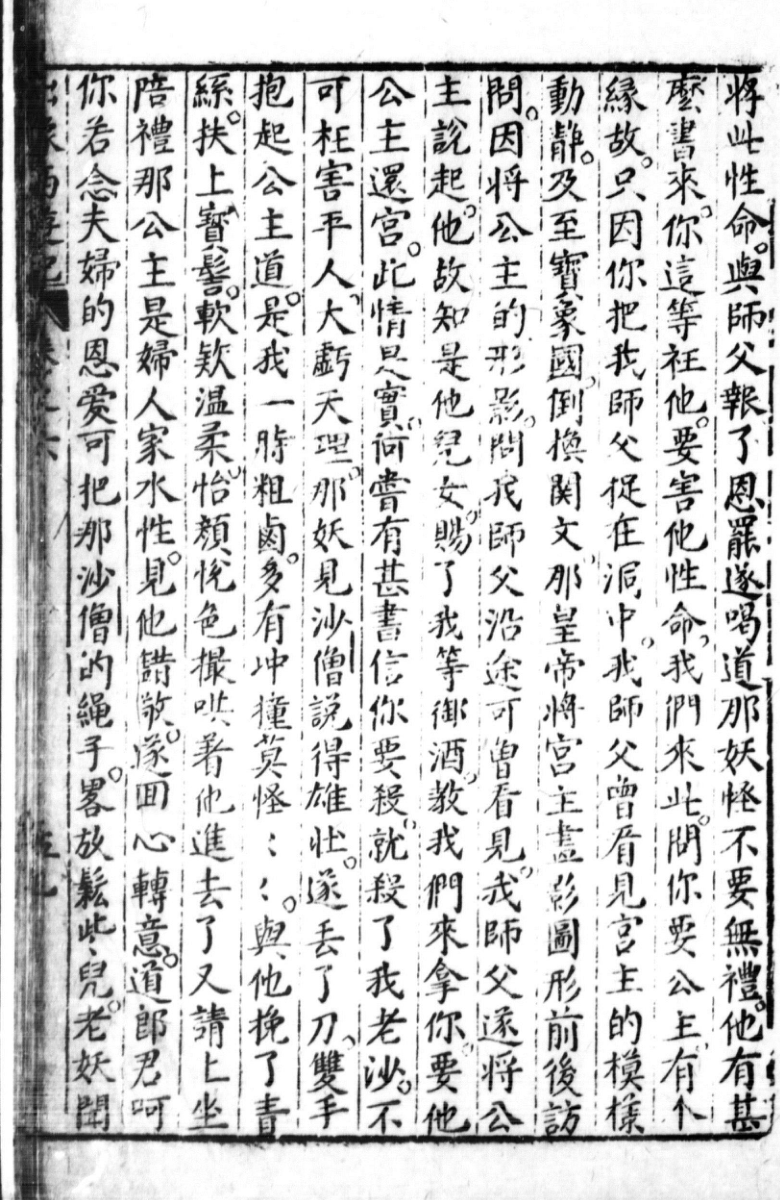 將此性命。與師父報了恩罷遂喝道那妖怪不要無禮。他有甚
麽書來。你這等枉他。要害他性命、我們來此。問你要公主、有个
緣故。只因你把我師父捉在洞中、我師父曾看見宮主的模樣
動靜。及至寶象國、倒換関文、那皇帝將宮主畫影圖形前後訪
問。因將公主的形影。問我師父沿途可曽看見、我師父遂將公
主說起。他故知是他兒女。賜了我等御酒、教我們來拿你。要他
公主還宮。此情是實。何嘗有甚書信你要殺。就殺了我老沙。不
可枉害平人、大虧天理。那妖見沙僧說得雄壮。遂丢了刀、雙手
抱起公主道。是我一時粗鹵。多有冲撞莫怪〻〻。與他挽了青
絲。扶上寶髻。軟欵温柔、怡顔悅色撮哄着他進去了又請上坐
陪禮那公主是婦人家水性。見他錯敬。遂回心轉意。道郎君呵
你若念夫婦的恩愛可把那沙僧的繩子。畧放鬆些兒。老妖聞